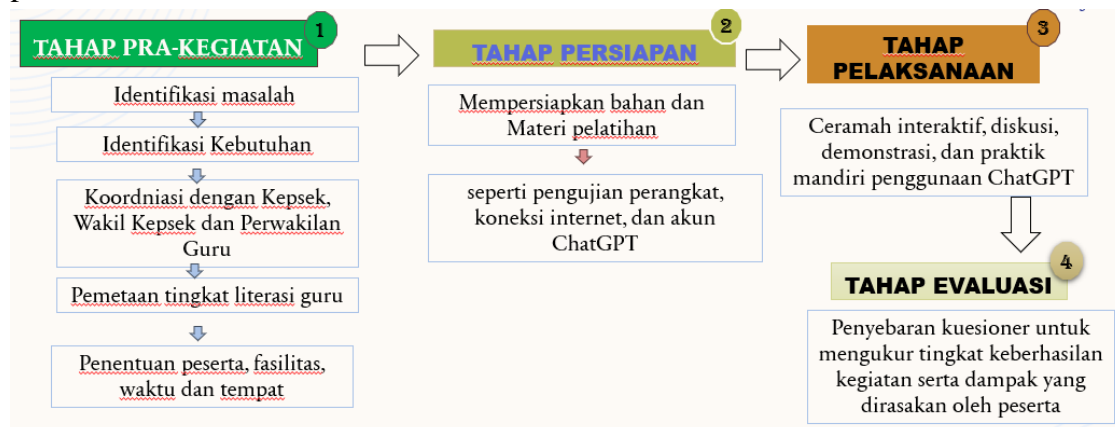 1
TAHAP PRA-KEGIATAN
Identifikasi masalah
Identifikasi Kebutuhan
Koordniasi dengan Kepsek,
Wakil Kepsek dan Perwakilan
Guru
Pemetaan tingkat literasi guru
Penentuan peserta, fasilitas,
waktu dan tempat
2
TAHAP PERSIAPAN
Mempersiapkan bahan dan
Materi pelatihan
seperti pengujian perangkat,
koneksi internet, dan akun
ChatGPT
3
TAHAP
PELAKSANAAN
Ceramah interaktif, diskusi,
demonstrasi, dan praktik
mandiri penggunaan ChatGPT
4
TAHAP EVALUASI
Penyebaran kuesioner untuk
mengukur tingkat keberhasilan
kegiatan serta dampak yang
dirasakan oleh peserta